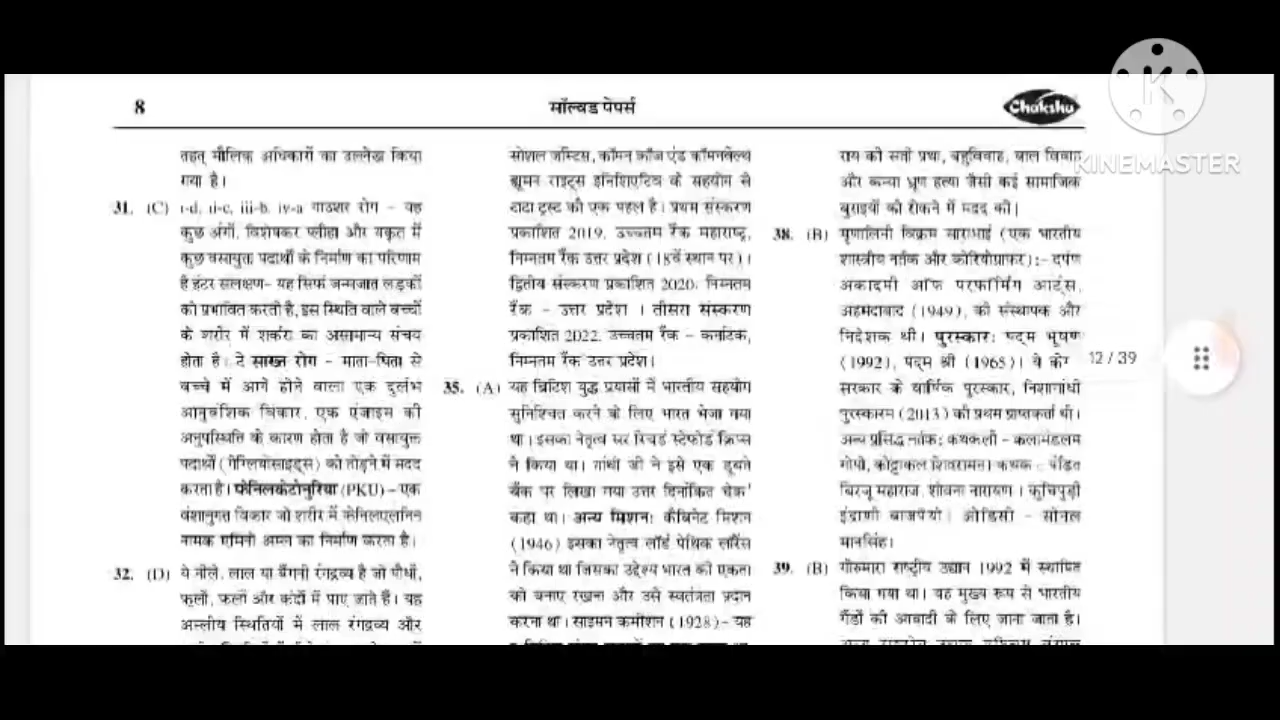 8
सॉल्वड पेपर्स
Chakshu
KINEMASTER
तहत् मौलिक अधिकारों का उल्लेख किया
गया है।
31. (C) i-d, ii-c, iii-b, iv-a गाउशर रोग – यह
कुछ अंगों, विशेषकर प्लीहा और यकृत में
कुछ वसायुक्त पदार्थों के निर्माण का परिणाम
है हंटर सलक्षण– यह सिर्फ जन्मजात लड़कों
को प्रभावित करती है, इस स्थिति वाले बच्चों
के शरीर में शर्करा का असामान्य संचय
होता है। टे साख्त रोग – माता-पिता से
बच्चे में आगे होने वाला एक दुर्लभ
आनुवंशिक विकार, एक एंजाइम की
अनुपस्थिति के कारण होता है जो वसायुक्त
पदार्थों (गैंग्लियोसाइड्स) को तोड़ने में मदद
करता है। फेनिलकेटोनुरिया (PKU) – एक
वंशानुगत विकार जो शरीर में फेनिलएलनिन
नामक एमिनी अम्ल का निर्माण करता है।
32. (D) ये नीले, लाल या बैंगनी रंगद्रव्य है जो पौधों,
फूलों, फलों और कंदों में पाए जाते हैं। यह
अम्लीय स्थितियों में लाल रंगद्रव्य और
सोशल जस्टिस, कॉमन कॉज एंड कॉमनवेल्थ
ह्यूमन राइट्स इनिशिएटिव के सहयोग से
टाटा ट्रस्ट की एक पहल है। प्रथम संस्करण
प्रकाशित 2019, उच्चतम रैंक महाराष्ट्र,
निम्नतम रैंक उत्तर प्रदेश (18वें स्थान पर)।
द्वितीय संस्करण प्रकाशित 2020, निम्नतम
रैंक – उत्तर प्रदेश । तीसरा संस्करण
प्रकाशित 2022, उच्चतम रैंक – कर्नाटक,
निम्नतम रैंक उत्तर प्रदेश।
35. (A) यह ब्रिटिश युद्ध प्रयासों में भारतीय सहयोग
सुनिश्चित करने के लिए भारत भेजा गया
था। इसका नेतृत्व सर रिचर्ड स्टेफोर्ड क्रिप्स
ने किया था। गांधी जी ने इसे एक डूबते
बैंक पर लिखा गया उत्तर दिनांकित चेक'
कहा था। अन्य मिशन: कैबिनेट मिशन
(1946) इसका नेतृत्व लॉर्ड पेथिक लॉरेंस
ने किया था जिसका उद्देश्य भारत की एकता
को बनाए रखना और उसे स्वतंत्रता प्रदान
करना था। साइमन कमीशन (1928) – यह
राय की सती प्रथा, बहुविवाह, बाल विवाह
और कन्या भ्रूण हत्या जैसी कई सामाजिक
बुराइयों को रोकने में मदद की।
38. (B) मृणालिनी विक्रम साराभाई (एक भारतीय
शास्त्रीय नर्तक और कोरियोग्राफर) :– दर्पण
अकादमी ऑफ परफॉर्मिंग आर्ट्स,
अहमदाबाद (1949), की संस्थापक और
निदेशक थी। पुरस्कार: पद्म भूषण
(1992), पद्म श्री (1965)। वे
12 / 39
सरकार के वार्षिक पुरस्कार, निशागांधी
पुरस्कारम (2013) की प्रथम प्राप्तकर्ता थी।
अन्य प्रसिद्ध नर्तक: कथकली – कलामंडलम
गोपी, कोट्टाकल शिवरामन। कथक – पंडित
बिरजू महाराज, शोवना नारायण । कुचिपुड़ी
इंद्राणी बाजपेयी। ओडिसी – सोनल
मानसिंह।
39. (B) गोरुमारा राष्ट्रीय उद्यान 1992 में स्थापित
किया गया था। वह मुख्य रूप से भारतीय
गैंडों की आबादी के लिए जाना जाता है।